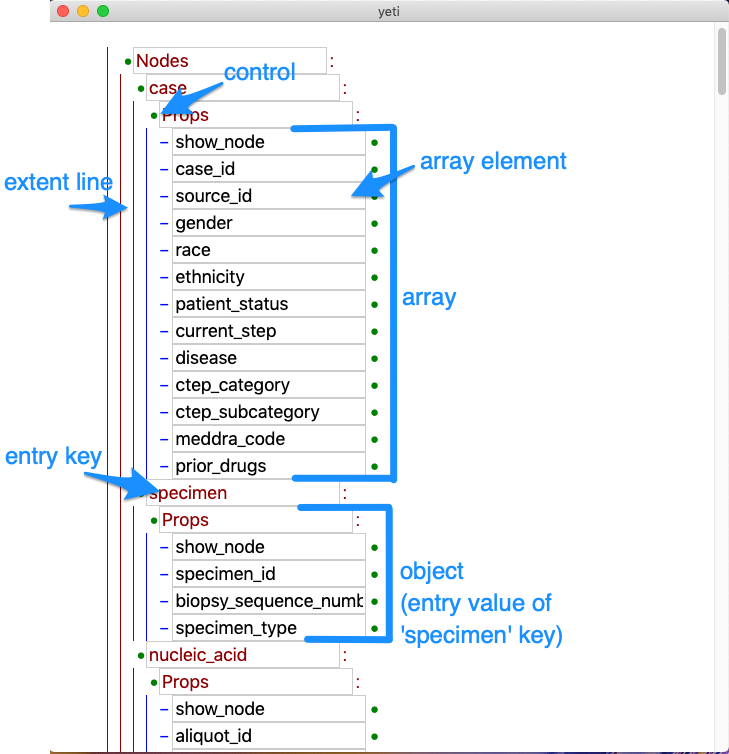 yeti
Nodes :
control
case :
Props :
– show_node
– case_id
array element
extent line
– source_id
– gender
– race
– ethnicity
– patient_status
array
– current_step
– disease
– ctep_category
– ctep_subcategory
– meddra_code
entry key
– prior_drugs
specimen :
Props :
– show_node
– specimen_id
object
– biopsy_sequence_numb
(entry value of
– specimen_type
'specimen' key)
nucleic_acid :
Props :
– show_node
– aliquot_id